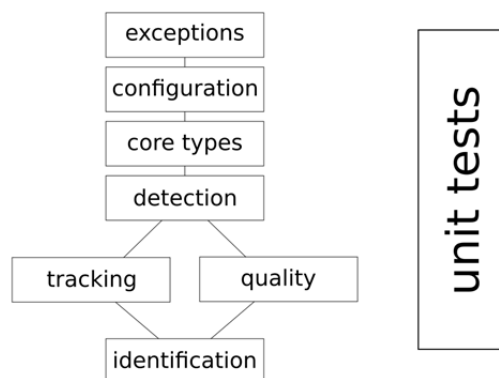 exceptions
configuration
core types
detection
tracking
quality
identification
unit tests